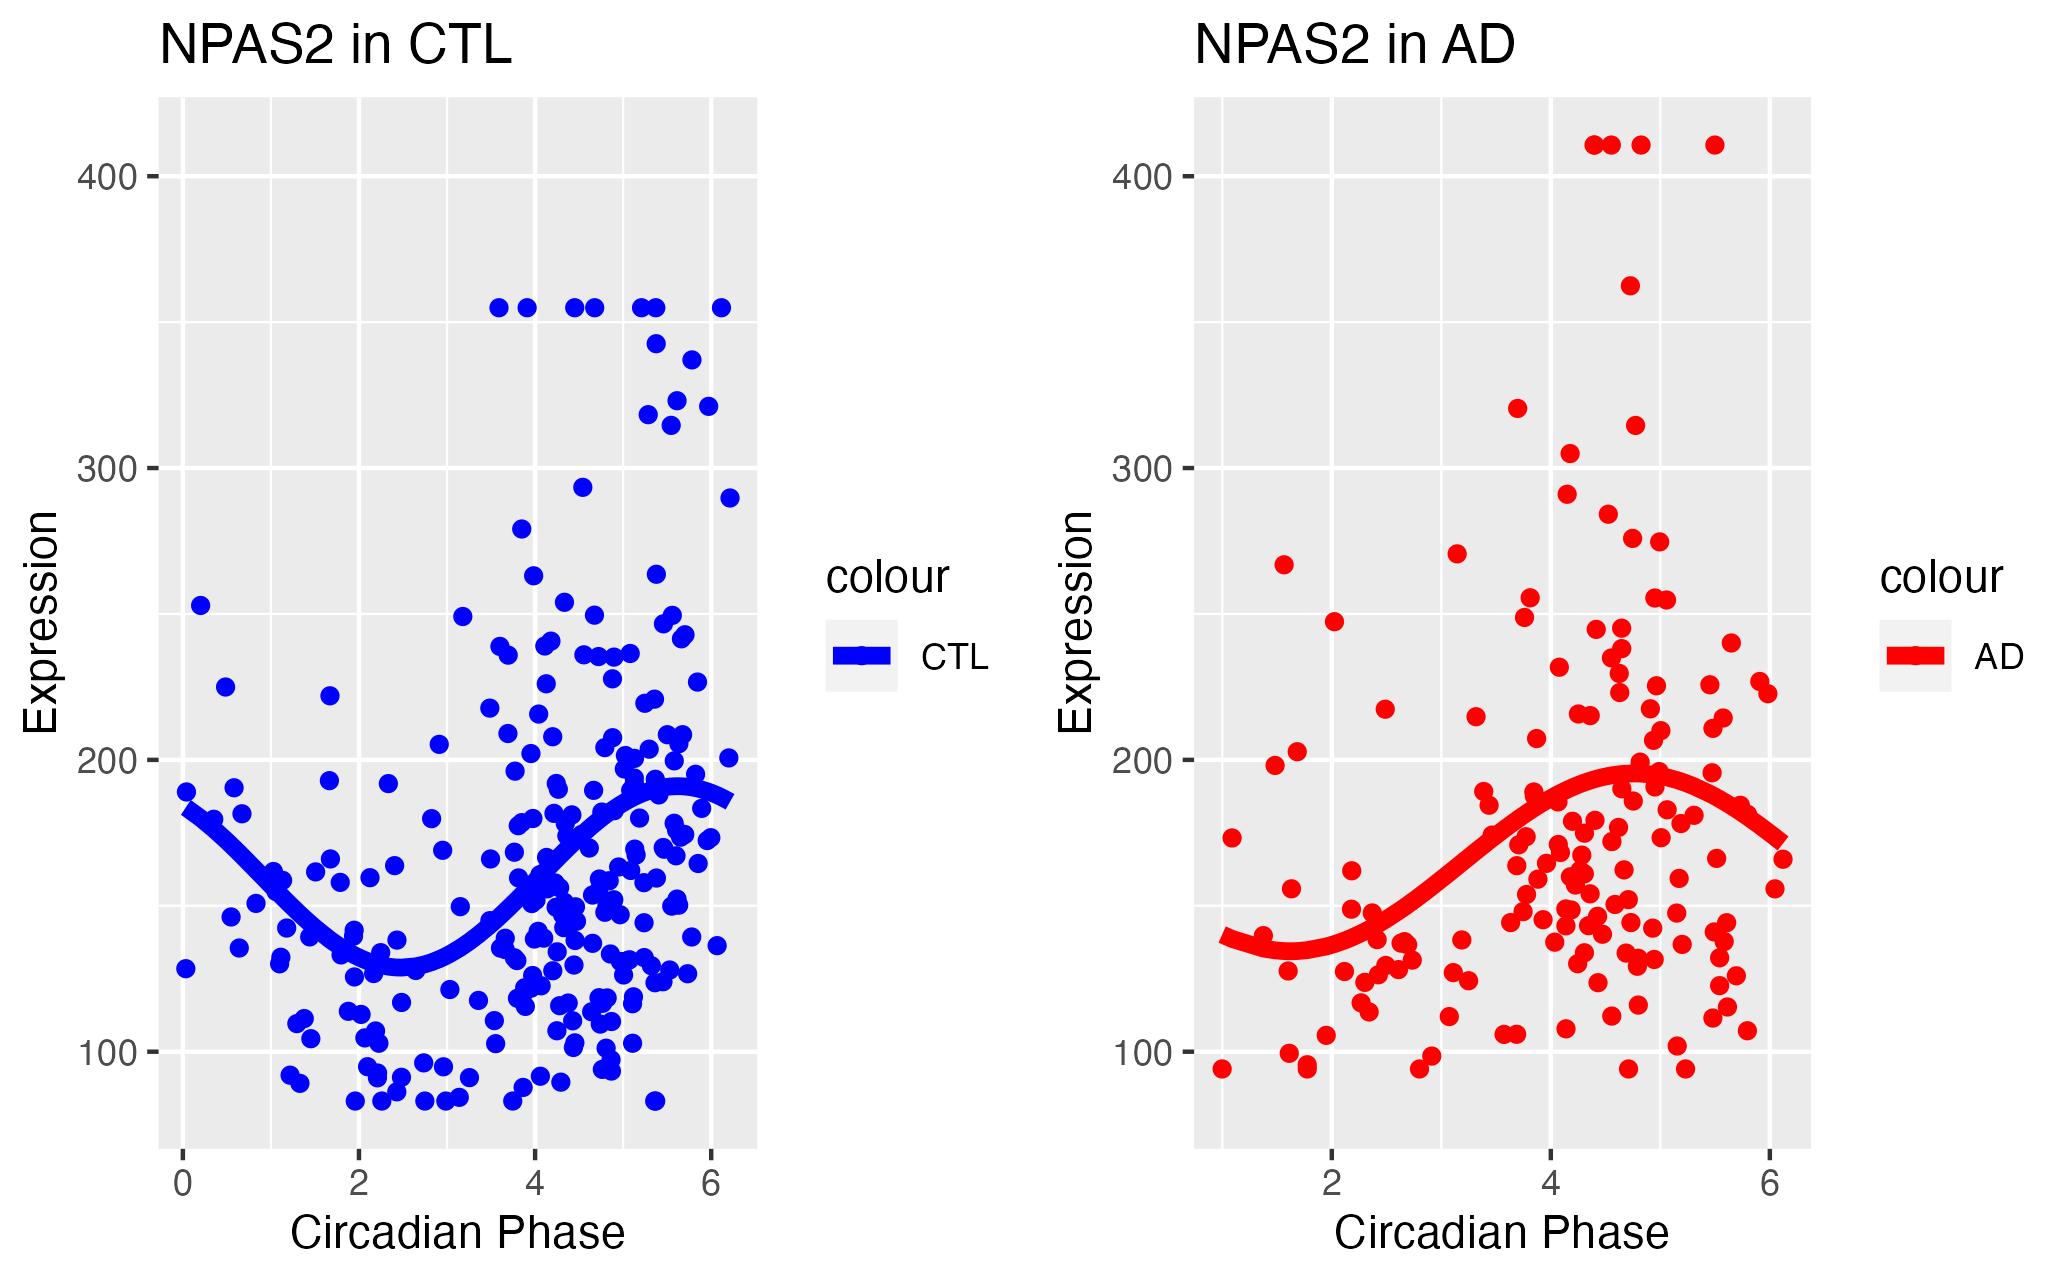 NPAS2 in CTL
Expression
400
300
200
100
0 2 4 6
Circadian Phase
colour
CTL
NPAS2 in AD
Expression
400
300
200
100
2 4 6
Circadian Phase
colour
AD